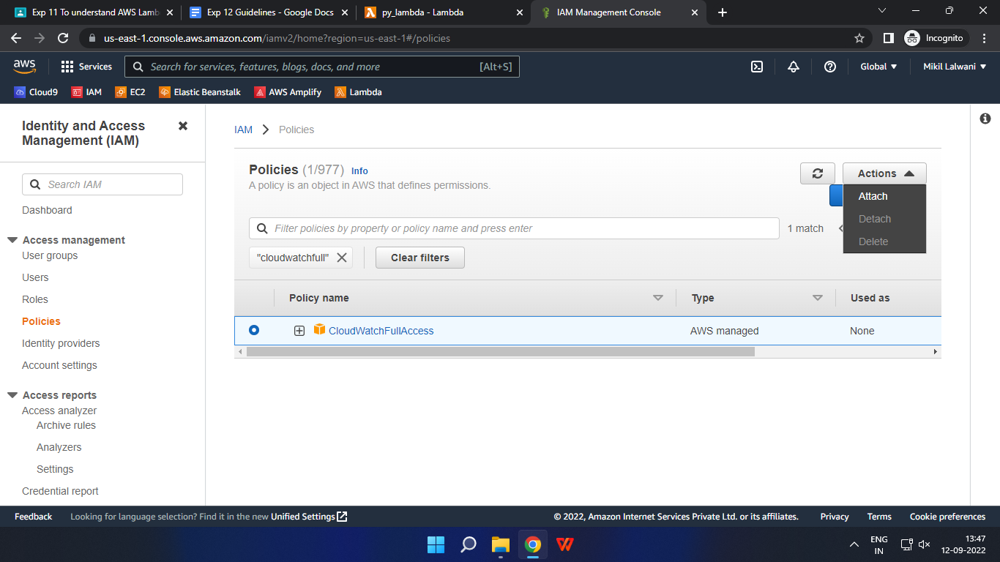 Exp 11 To understand AWS Lamb
Exp 12 Guidelines - Google Docs
py_lambda - Lambda
IAM Management Console
us-east-1.console.aws.amazon.com/iamv2/home?region=us-east-1#/policies
Incognito
aws
Services
Search for services, features, blogs, docs, and more
[Alt+S]
Global
Mikil Lalwani
Cloud9
IAM
EC2
Elastic Beanstalk
AWS Amplify
Lambda
Identity and Access
Management (IAM)
Search IAM
Dashboard
Access management
User groups
Users
Roles
Policies
Identity providers
Account settings
Access reports
Access analyzer
Archive rules
Analyzers
Settings
Credential report
IAM
Policies
Policies (1/977) Info
A policy is an object in AWS that defines permissions.
Actions
Attach
Detach
Delete
Filter policies by property or policy name and press enter
1 match
"cloudwatchfull"
Clear filters
Policy name
Type
Used as
CloudWatchFullAccess
AWS managed
None
Feedback
Looking for language selection? Find it in the new Unified Settings
© 2022, Amazon Internet Services Private Ltd. or its affiliates.
Privacy
Terms
Cookie preferences
ENG
IN
13:47
12-09-2022